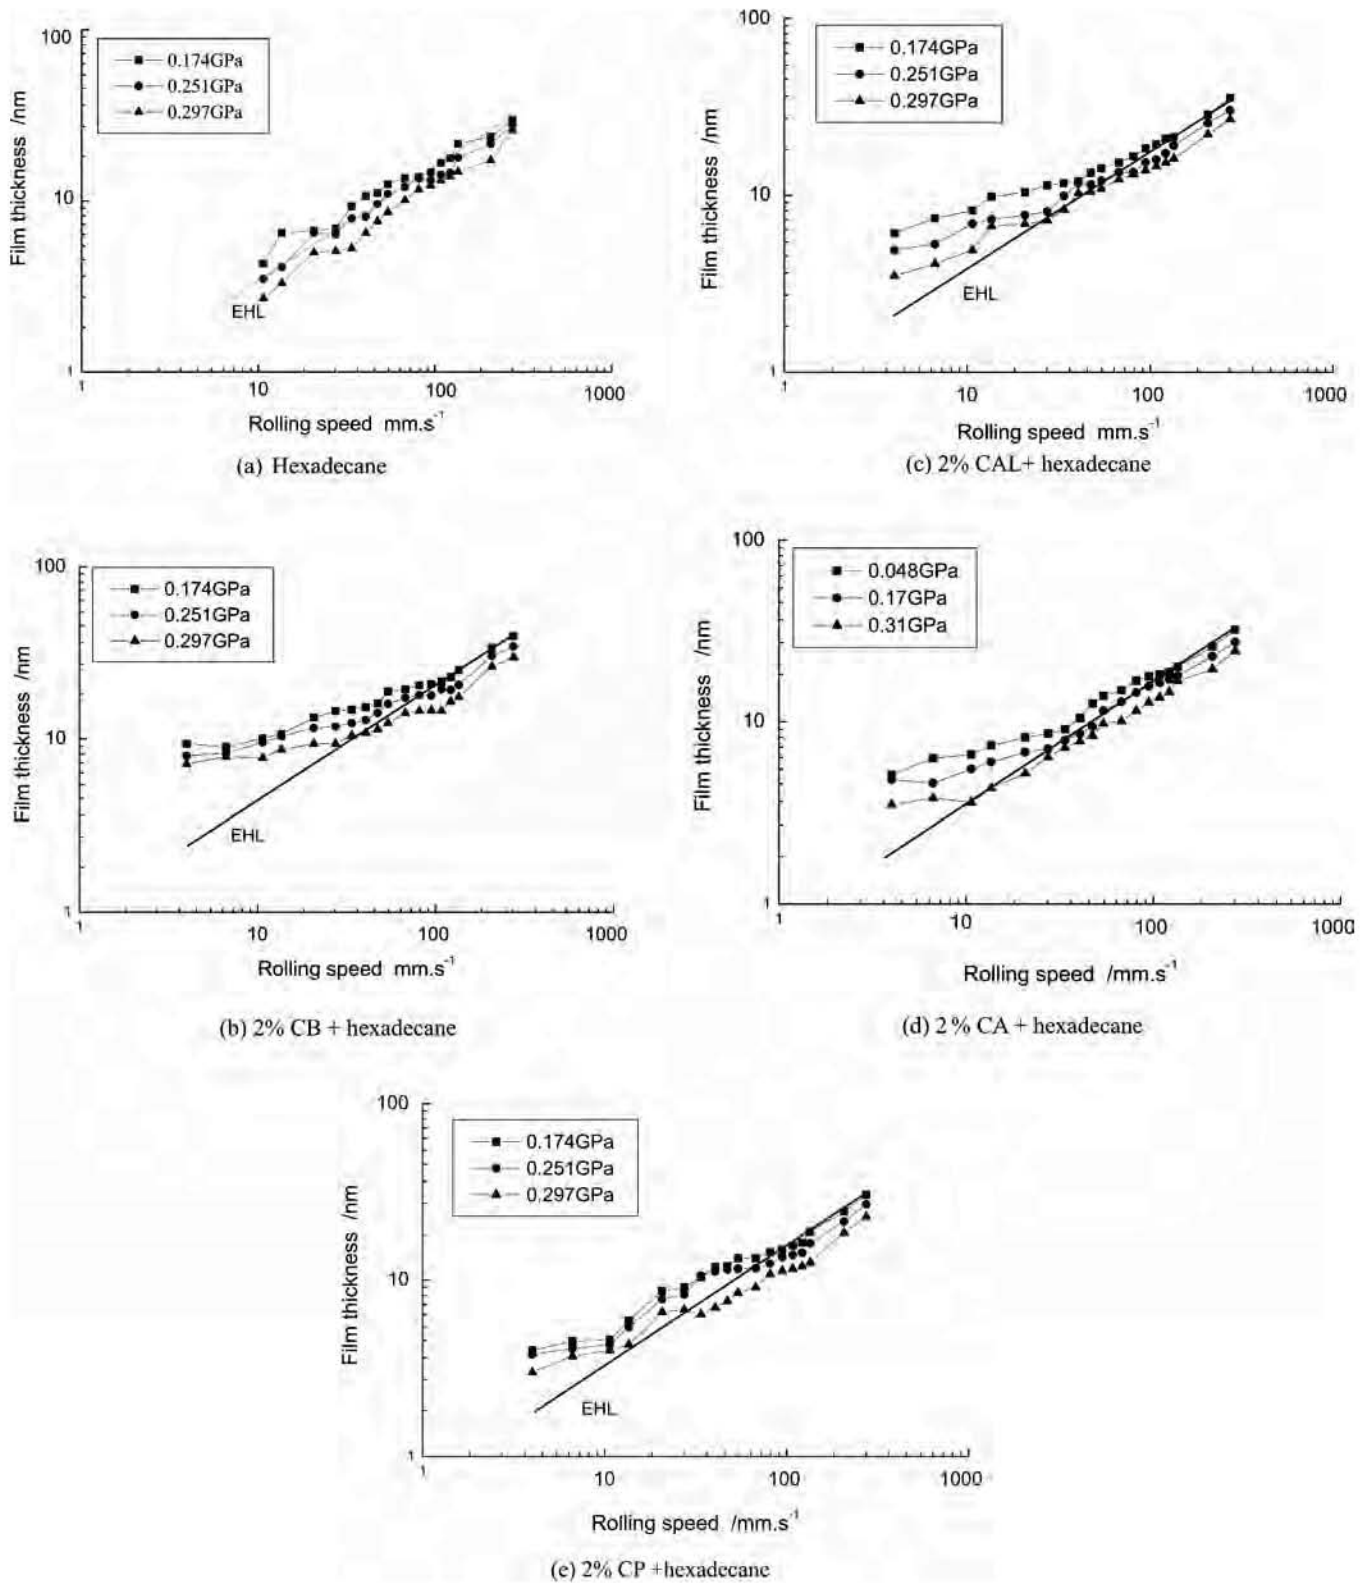 100
0.174GPa
0.251GPa
0.297GPa
10
EHL
1
1
10
100
1000
Film thickness /nm
Rolling speed mm.s⁻¹
(a) Hexadecane
100
0.174GPa
0.251GPa
0.297GPa
10
EHL
1
1
10
100
1000
Film thickness /nm
Rolling speed mm.s⁻¹
(c) 2% CAL+ hexadecane
100
0.174GPa
0.251GPa
0.297GPa
10
EHL
1
1
10
100
1000
Film thickness /nm
Rolling speed mm.s⁻¹
(b) 2% CB + hexadecane
100
0.048GPa
0.17GPa
0.31GPa
10
EHL
1
1
10
100
1000
Film thickness /nm
Rolling speed /mm.s⁻¹
(d) 2 % CA + hexadecane
100
0.174GPa
0.251GPa
0.297GPa
10
EHL
1
1
10
100
1000
Film thickness /nm
Rolling speed /mm.s⁻¹
(e) 2% CP +hexadecane